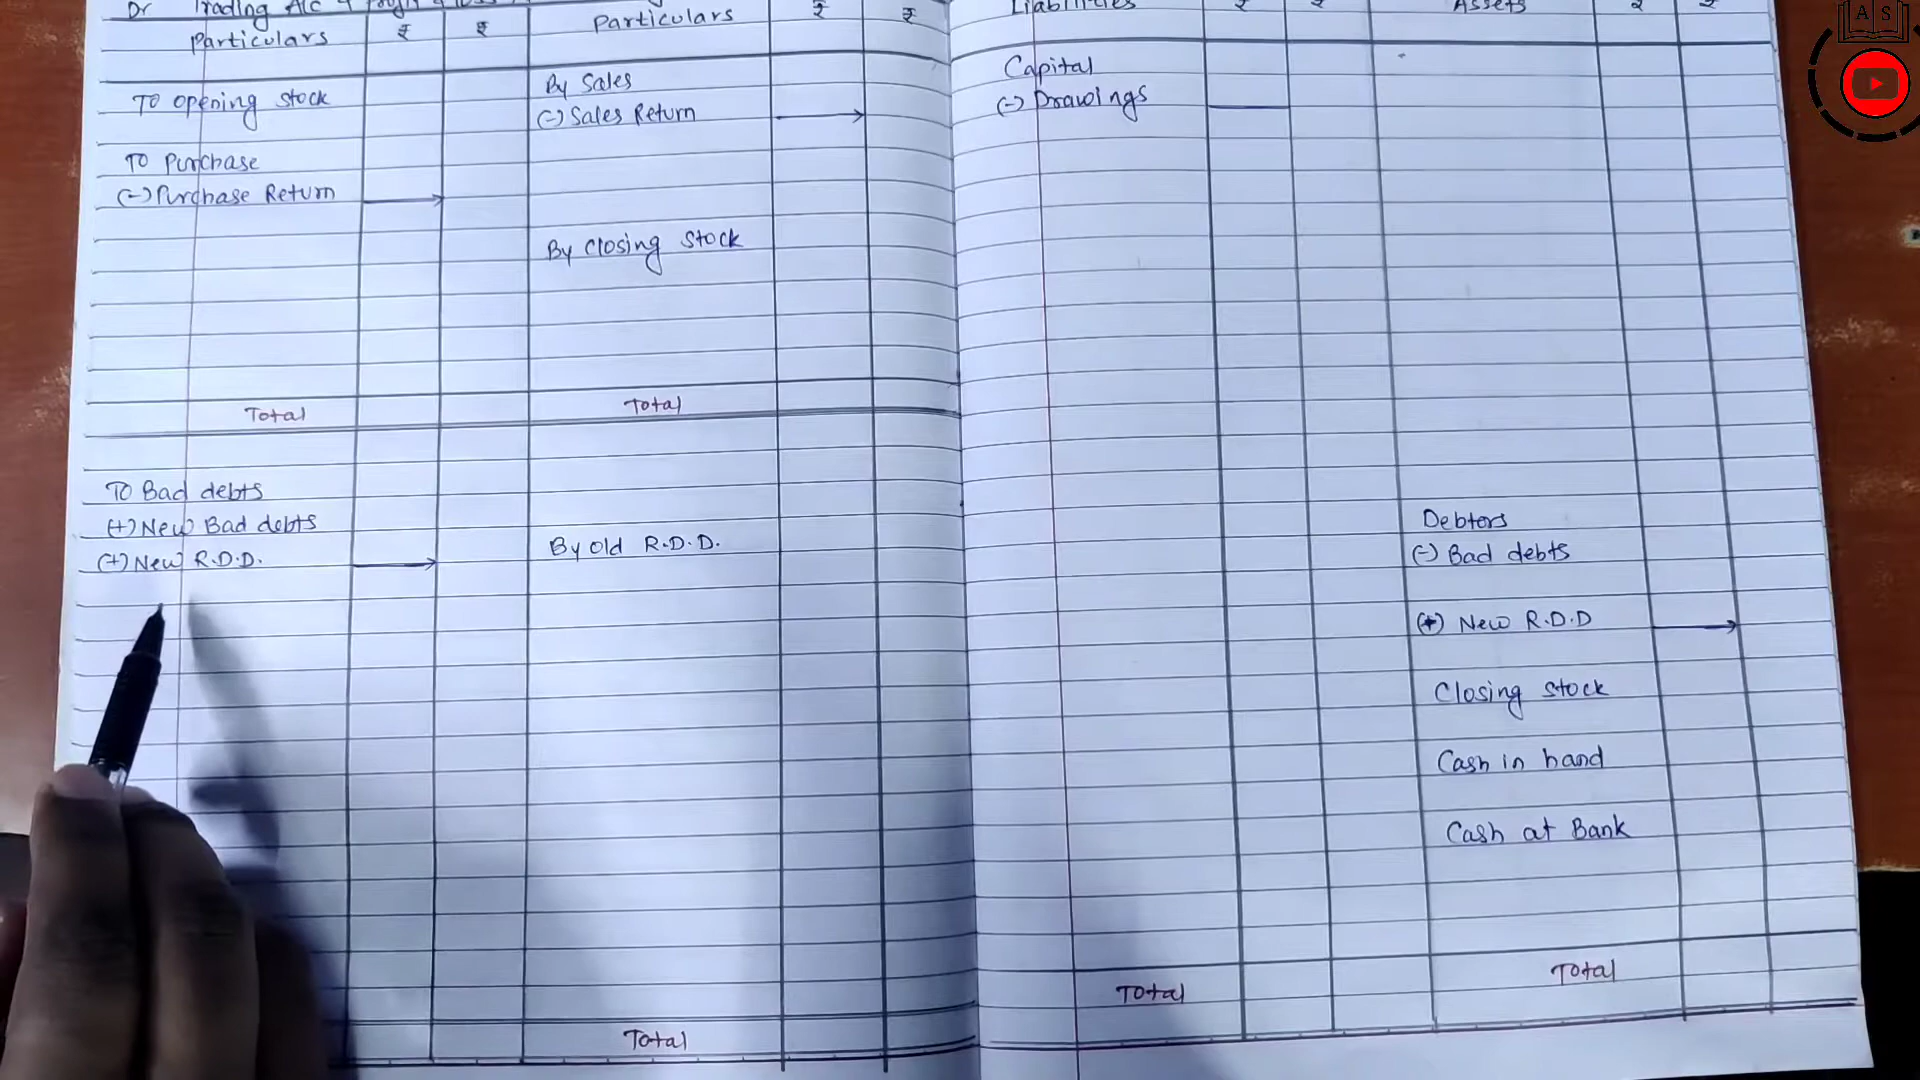 Dr Trading A/c
Particulars ₹ ₹ Particulars ₹ ₹
To opening stock
To Purchase
(-) Purchase Return
Total
To Bad debts
(+) New Bad debts
(+) New R.D.D.
By Sales
(-) Sales Return
By Closing stock
Total
By Old R.D.D.
Total
Liabilities ₹ ₹ Assets ₹ ₹
Capital
(-) Drawings
Total
Debtors
(-) Bad debts
New R.D.D
Closing stock
Cash in hand
Cash at Bank
Total
A S